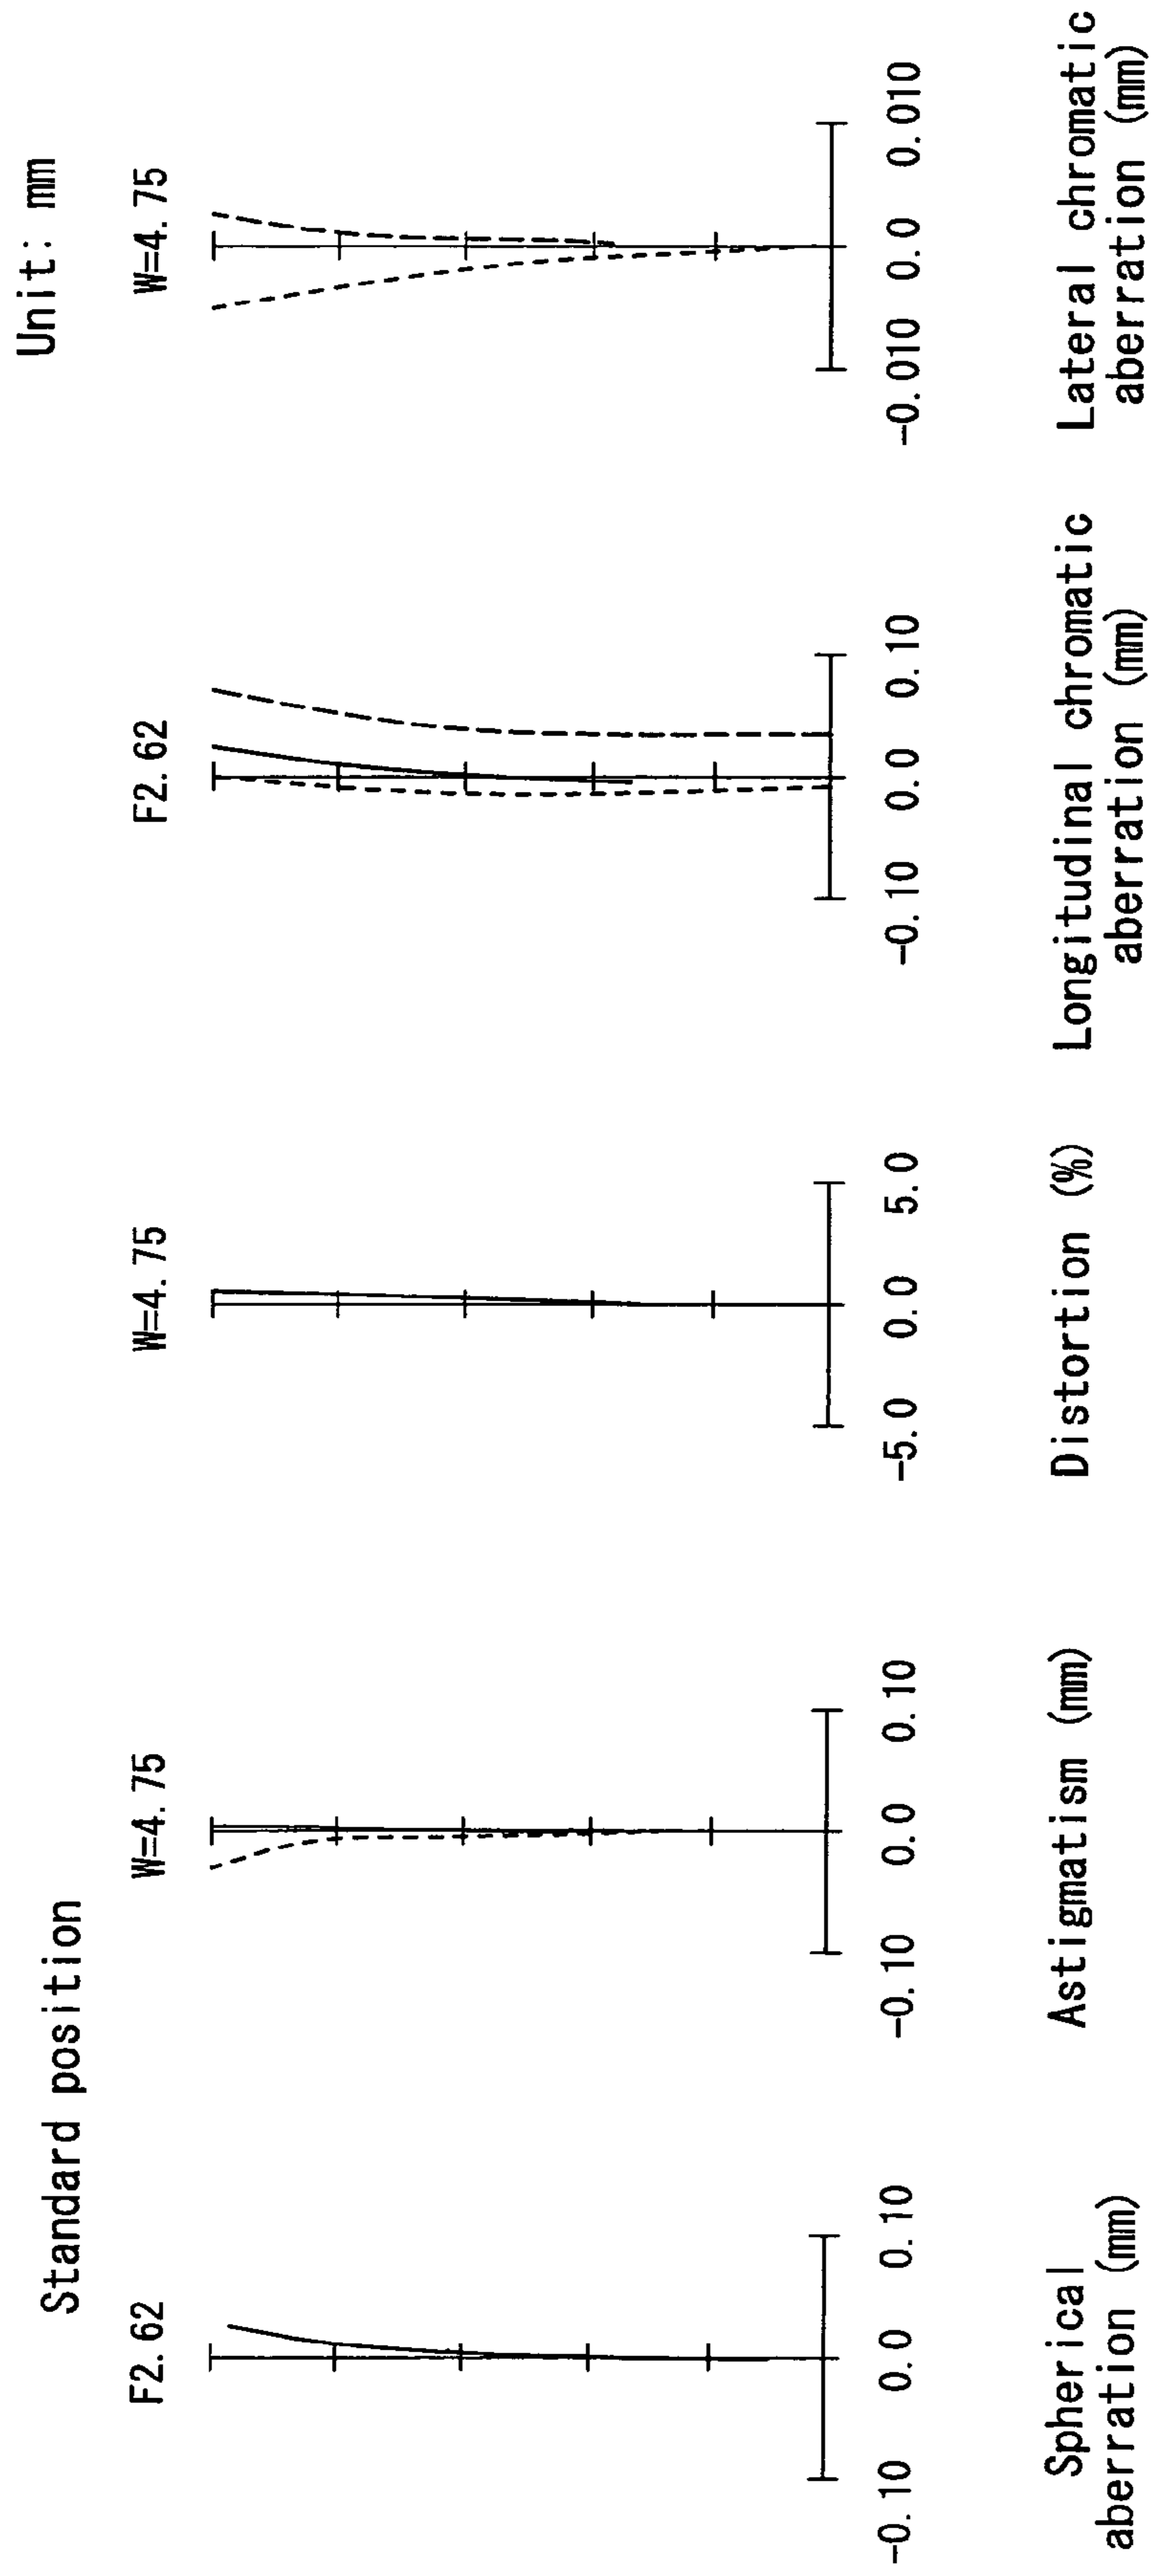 Standard position
Unit: mm
F2. 62
-0. 10 0. 0 0. 10
Spherical
aberration (mm)
W=4. 75
-0. 10 0. 0 0. 10
Astigmatism (mm)
W=4. 75
-5. 0 0. 0 5. 0
Distortion (%)
F2. 62
-0. 10 0. 0 0. 10
Longitudinal chromatic
aberration (mm)
W=4. 75
-0. 010 0. 0 0. 010
Lateral chromatic
aberration (mm)